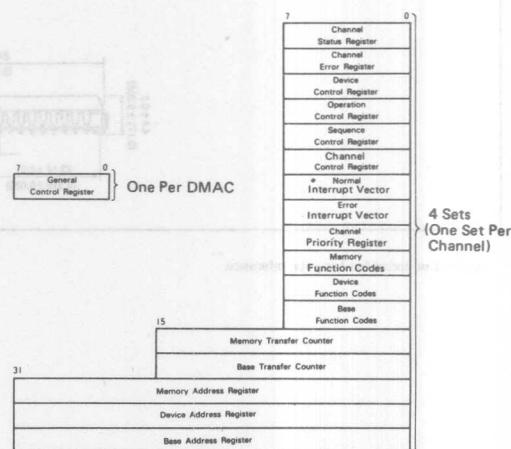 7 0
Channel
Status Register
Channel
Error Register
Device
Control Register
Operation
Control Register
Sequence
Control Register
Channel
Control Register
Normal
Interrupt Vector
Error
Interrupt Vector
Channel
Priority Register
Memory
Function Codes
Device
Function Codes
Base
Function Codes
7 0
General
Control Register
One Per DMAC
4 Sets
(One Set Per
Channel)
15
Memory Transfer Counter
Base Transfer Counter
31
Memory Address Register
Device Address Register
Base Address Register